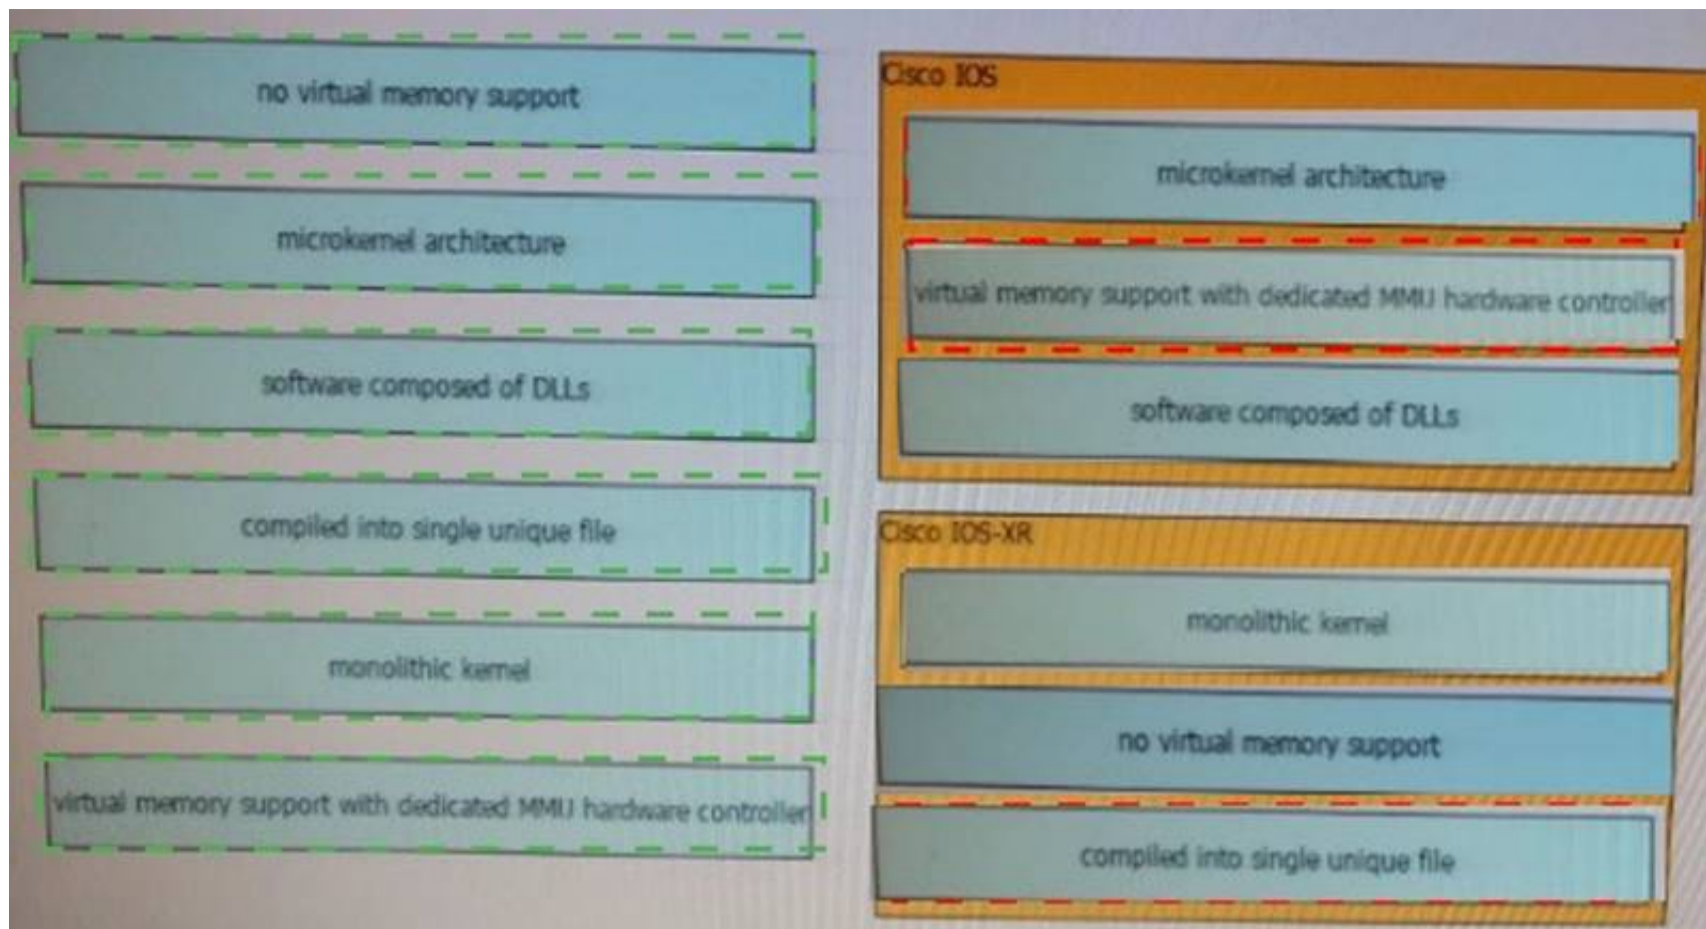 no virtual memory support
microkernel architecture
software composed of DLLs
compiled into single unique file
monolithic kernel
virtual memory support with dedicated MMU hardware controller
Cisco IOS
microkernel architecture
virtual memory support with dedicated MMU hardware controller
software composed of DLLs
Cisco IOS-XR
monolithic kernel
no virtual memory support
compiled into single unique file